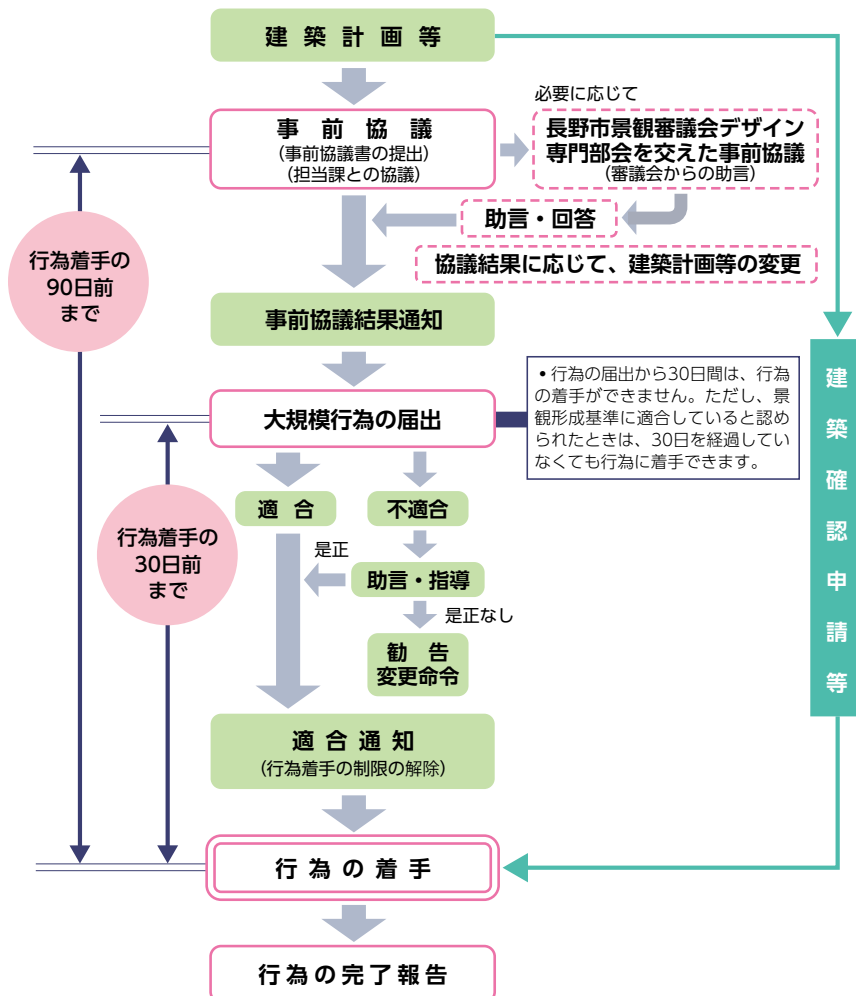 建築計画等
必要に応じて
事前協議
(事前協議書の提出)
(担当課との協議)
長野市景観審議会デザイン
専門部会を交えた事前協議
(審議会からの助言)
助言・回答
協議結果に応じて、建築計画等の変更
行為着手の
90日前
まで
事前協議結果通知
大規模行為の届出
•行為の届出から30日間は、行為
の着手ができません。ただし、景
観形成基準に適合していると認め
られたときは、30日を経過してい
なくても行為に着手できます。
建築確認申請等
適合
不適合
行為着手の
30日前
まで
是正
助言・指導
是正なし
勧告
変更命令
適合通知
(行為着手の制限の解除)
行為の着手
行為の完了報告